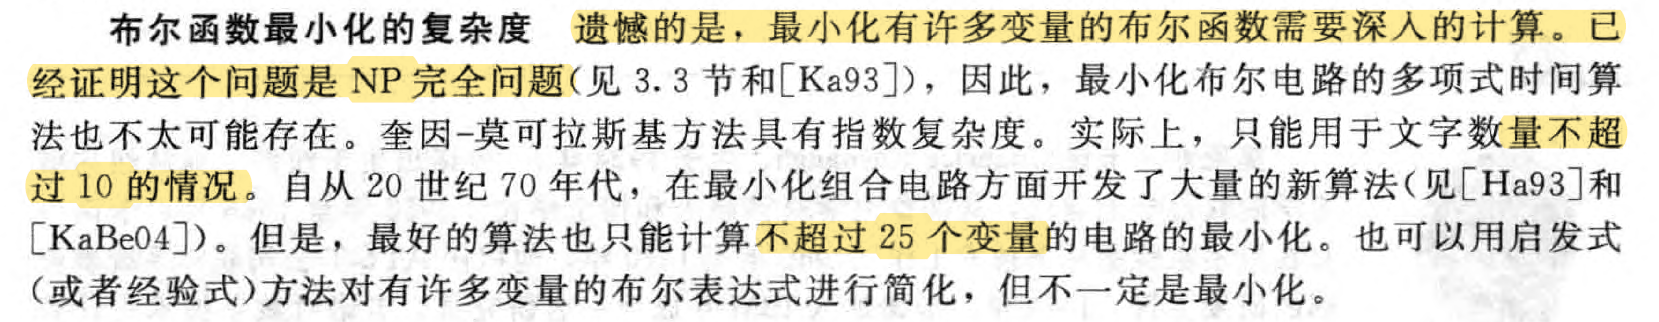 布尔函数最小化的复杂度 遗憾的是，最小化有许多变量的布尔函数需要深入的计算。已
经证明这个问题是 NP 完全问题(见 3.3 节和[Ka93])，因此，最小化布尔电路的多项式时间算
法也不太可能存在。奎因-莫可拉斯基方法具有指数复杂度。实际上，只能用于文字数量不超
过 10 的情况。自从 20 世纪 70 年代，在最小化组合电路方面开发了大量的新算法(见[Ha93]和
[KaBe04])。但是，最好的算法也只能计算不超过 25 个变量的电路的最小化。也可以用启发式
(或者经验式)方法对有许多变量的布尔表达式进行简化，但不一定是最小化。